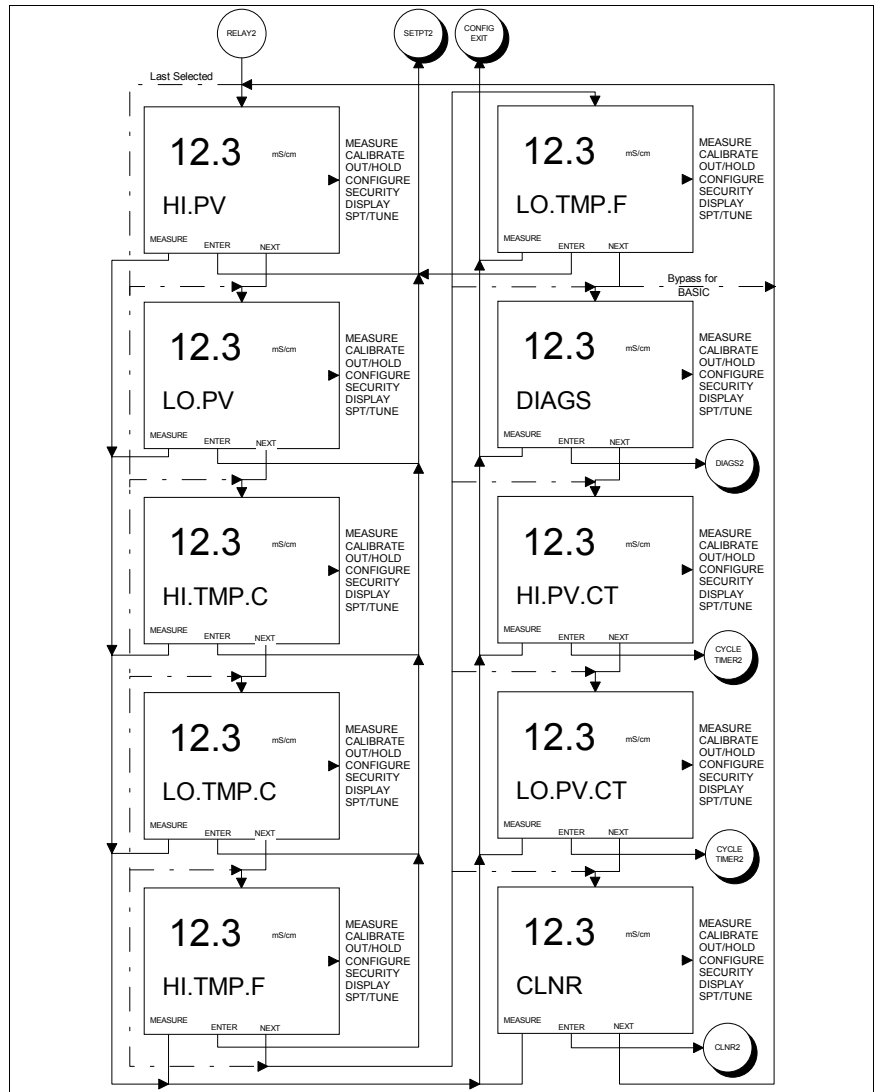 RELAY2
SETPT2
CONFIG
EXIT
Last Selected
12.3 mS/cm
HI.PV
MEASURE ENTER NEXT
MEASURE
CALIBRATE
OUT/HOLD
CONFIGURE
SECURITY
DISPLAY
SPT/TUNE
12.3 mS/cm
LO.PV
MEASURE ENTER NEXT
MEASURE
CALIBRATE
OUT/HOLD
CONFIGURE
SECURITY
DISPLAY
SPT/TUNE
12.3 mS/cm
HI.TMP.C
MEASURE ENTER NEXT
MEASURE
CALIBRATE
OUT/HOLD
CONFIGURE
SECURITY
DISPLAY
SPT/TUNE
12.3 mS/cm
LO.TMP.C
MEASURE ENTER NEXT
MEASURE
CALIBRATE
OUT/HOLD
CONFIGURE
SECURITY
DISPLAY
SPT/TUNE
12.3 mS/cm
HI.TMP.F
MEASURE ENTER NEXT
MEASURE
CALIBRATE
OUT/HOLD
CONFIGURE
SECURITY
DISPLAY
SPT/TUNE
12.3 mS/cm
LO.TMP.F
MEASURE ENTER NEXT
MEASURE
CALIBRATE
OUT/HOLD
CONFIGURE
SECURITY
DISPLAY
SPT/TUNE
Bypass for
BASIC
12.3 mS/cm
DIAGS
MEASURE ENTER NEXT
MEASURE
CALIBRATE
OUT/HOLD
CONFIGURE
SECURITY
DISPLAY
SPT/TUNE
DIAGS2
12.3 mS/cm
HI.PV.CT
MEASURE ENTER NEXT
MEASURE
CALIBRATE
OUT/HOLD
CONFIGURE
SECURITY
DISPLAY
SPT/TUNE
CYCLE
TIMER2
12.3 mS/cm
LO.PV.CT
MEASURE ENTER NEXT
MEASURE
CALIBRATE
OUT/HOLD
CONFIGURE
SECURITY
DISPLAY
SPT/TUNE
CYCLE
TIMER2
12.3 mS/cm
CLNR
MEASURE ENTER NEXT
MEASURE
CALIBRATE
OUT/HOLD
CONFIGURE
SECURITY
DISPLAY
SPT/TUNE
CLNR2